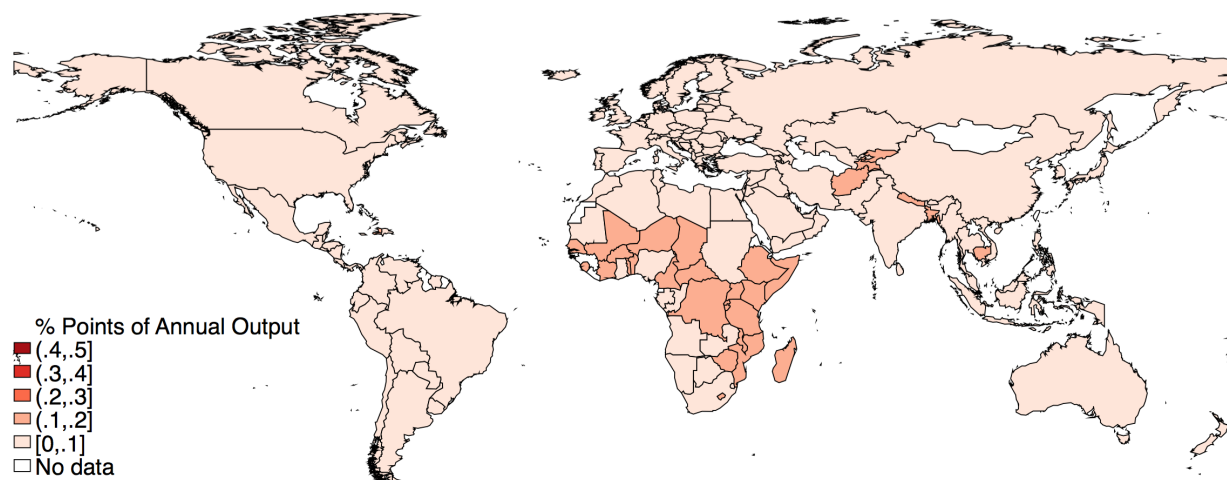 % Points of Annual Output
(.4,.5]
(.3,.4]
(.2,.3]
(.1,.2]
[0,.1]
No data